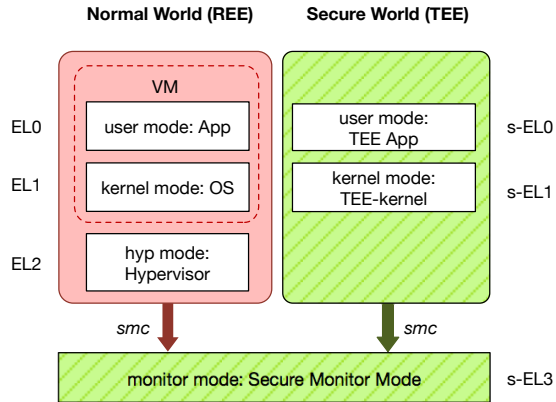 Normal World (REE)
Secure World (TEE)
VM
EL0
user mode: App
user mode:
TEE App
s-EL0
EL1
kernel mode: OS
kernel mode:
TEE-kernel
s-EL1
EL2
hyp mode:
Hypervisor
smc
smc
monitor mode: Secure Monitor Mode
s-EL3